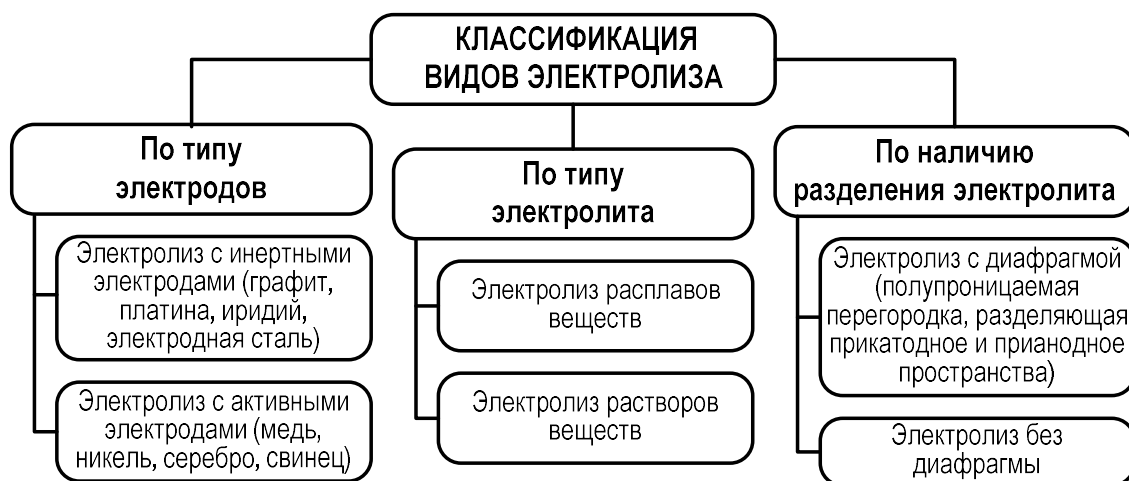 КЛАССИФИКАЦИЯ
ВИДОВ ЭЛЕКТРОЛИЗА
По типу
электродов
Электролиз с инертными
электродами (графит,
платина, иридий,
электродная сталь)
Электролиз с активными
электродами (медь,
никель, серебро, свинец)
По типу
электролита
Электролиз расплавов
веществ
Электролиз растворов
веществ
По наличию
разделения электролита
Электролиз с диафрагмой
(полупроницаемая
перегородка, разделяющая
прикатодное и прианодное
пространства)
Электролиз без
диафрагмы